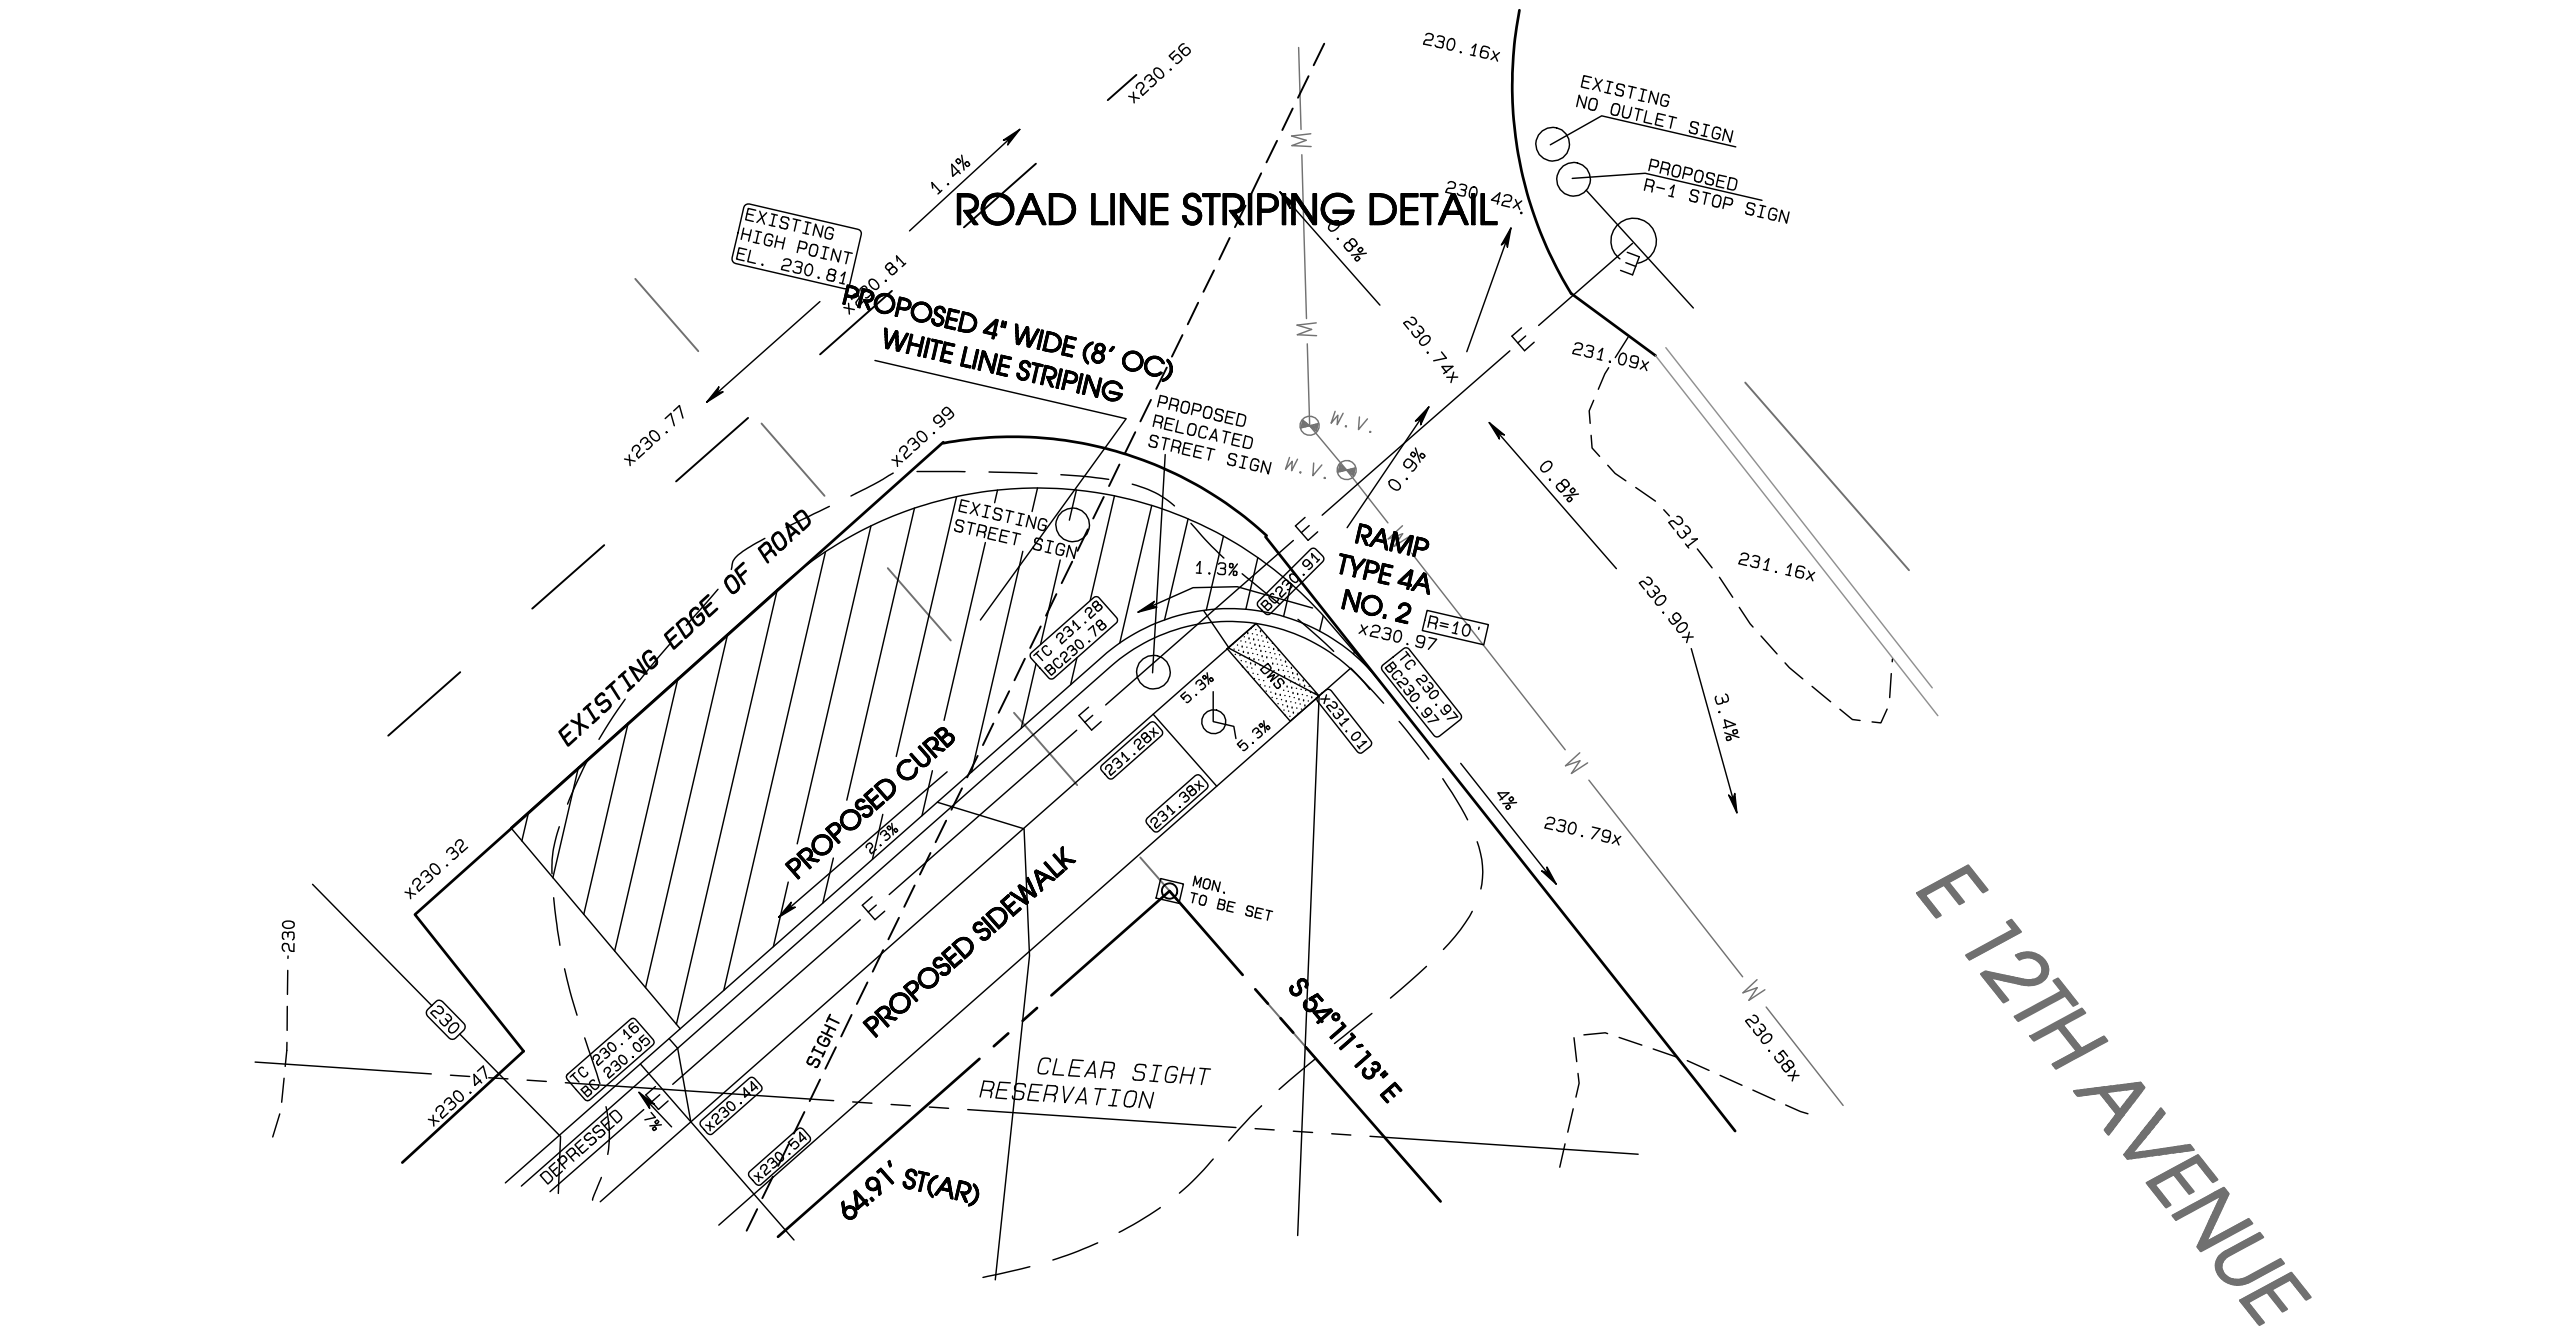 x230.56
230.16x
EXISTING
NO OUTLET SIGN
1.4%
PROPOSED
R-1 STOP SIGN
ROAD LINE STRIPING DETAIL
230.42x
EXISTING
HIGH POINT
EL. 230.81
x230.81
0.8%
E
W
W
PROPOSED 4" WIDE (8' OC)
WHITE LINE STRIPING
230.74x
E
231.09x
x230.77
x230.99
PROPOSED
RELOCATED
STREET SIGN
W.V.
W.V.
0.9%
0.8%
EXISTING
STREET SIGN
E
231
RAMP
TYPE 4A
NO. 2
231.16x
EXISTING EDGE OF ROAD
1.3%
BC230.91
TC 231.28
BC230.78
R=10'
x230.97
230.90x
DWS
5.3%
5.3%
TC 230.97
BC230.97
x231.01
3.4%
E
231.28x
231.38x
W
4%
230.79x
PROPOSED CURB
2.3%
x230.32
E
PROPOSED SIDEWALK
MON.
TO BE SET
E 12TH AVENUE
230
230
W
S 54°11'13" E
SIGHT
TC 230.16
BC 230.05
230.58x
CLEAR SIGHT
RESERVATION
x230.47
E
7%
x230.44
DEPRESSED
x230.54
64.91' ST(AR)